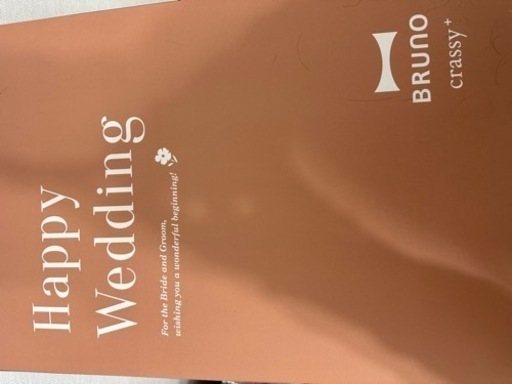 Happy
Wedding
For the Bride and Groom,
wishing you a wonderful beginning!
BRUNO
crassy+